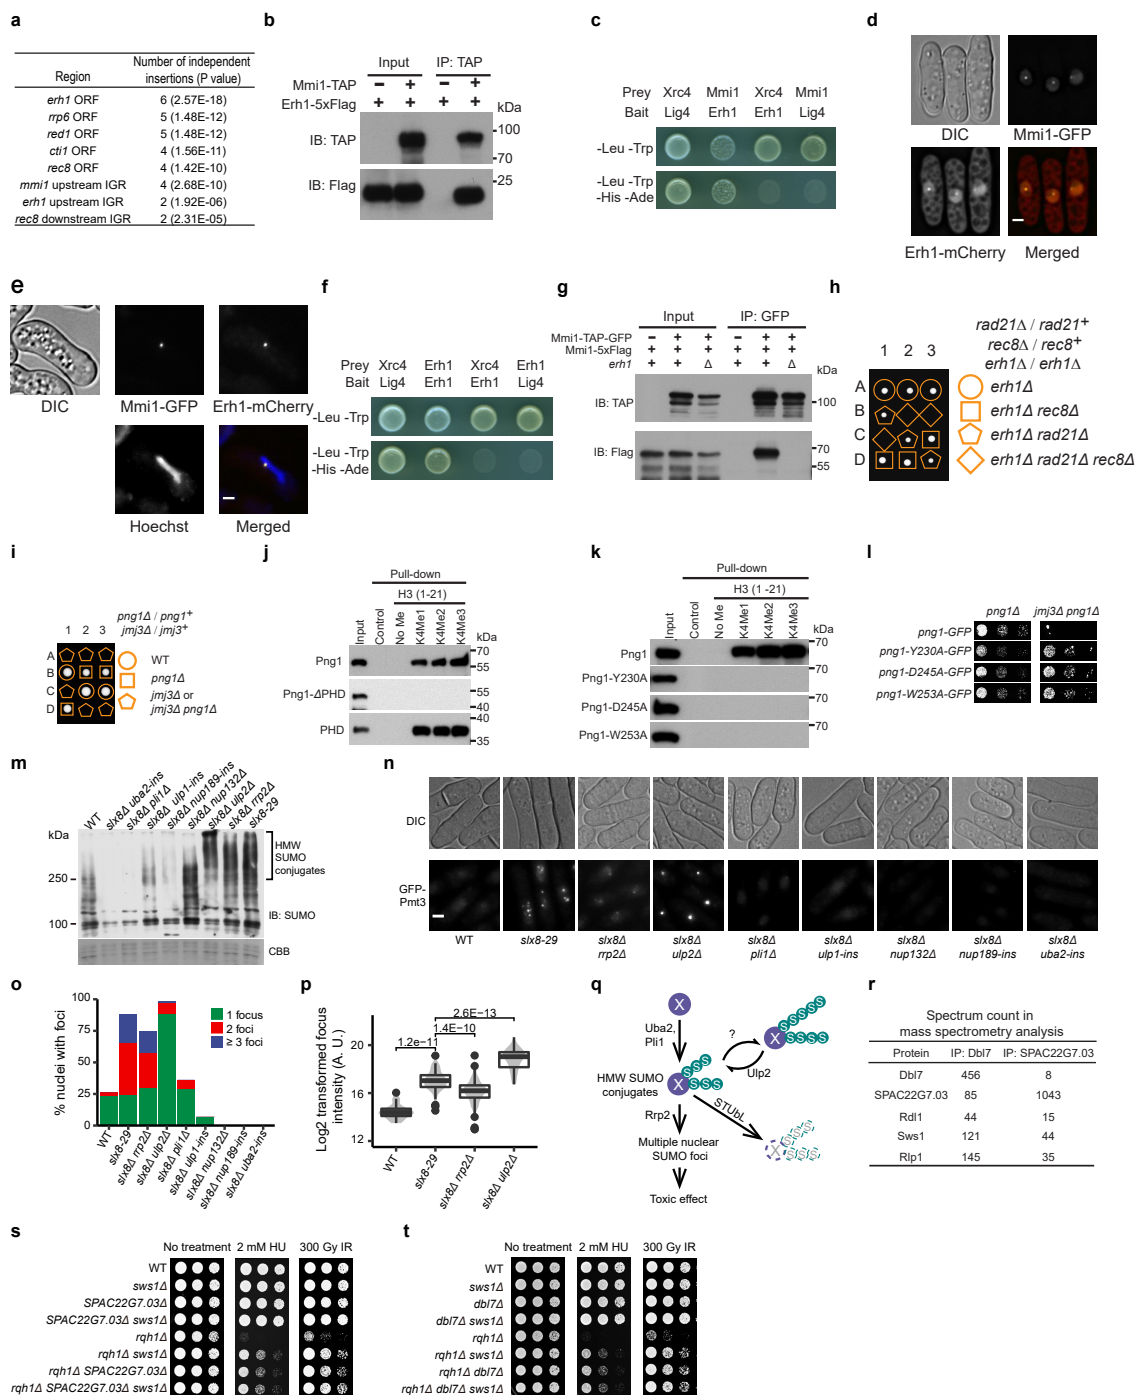 a
Region
Number of independent
insertions (P value)
erh1 ORF 6 (2.57E-18)
rrp6 ORF 5 (1.48E-12)
red1 ORF 5 (1.48E-12)
cti1 ORF 4 (1.56E-11)
rec8 ORF 4 (1.42E-10)
mmi1 upstream IGR 4 (2.68E-10)
erh1 upstream IGR 2 (1.92E-06)
rec8 downstream IGR 2 (2.31E-05)
b
Input IP: TAP
Mmi1-TAP − + − +
Erh1-5xFlag + + + +
kDa
IB: TAP
100
70
IB: Flag
25
c
Prey Xrc4 Mmi1 Xrc4 Mmi1
Bait Lig4 Erh1 Erh1 Lig4
-Leu -Trp
-Leu -Trp
-His -Ade
d
DIC
Mmi1-GFP
Erh1-mCherry
Merged
e
DIC
Mmi1-GFP
Erh1-mCherry
Hoechst
Merged
f
Prey Xrc4 Erh1 Xrc4 Erh1
Bait Lig4 Erh1 Erh1 Lig4
-Leu -Trp
-Leu -Trp
-His -Ade
g
Input IP: GFP
Mmi1-TAP-GFP − + + − + +
Mmi1-5xFlag + + + + + +
erh1 + + Δ + + Δ
kDa
IB: TAP
100
IB: Flag
70
55
h
rad21Δ / rad21+
rec8Δ / rec8+
erh1Δ / erh1Δ
1 2 3
A
B
C
D
erh1Δ
erh1Δ rec8Δ
erh1Δ rad21Δ
erh1Δ rad21Δ rec8Δ
i
png1Δ / png1+
jmj3Δ / jmj3+
1 2 3
A
B
C
D
WT
png1Δ
jmj3Δ or
jmj3Δ png1Δ
j
Pull-down
H3 (1-21)
Input
Control
No Me
K4Me1
K4Me2
K4Me3
kDa
Png1
70
55
Png1-ΔPHD
55
40
PHD
40
35
k
Pull-down
H3 (1 -21)
Input
Control
No Me
K4Me1
K4Me2
K4Me3
kDa
Png1
70
Png1-Y230A
70
Png1-D245A
Png1-W253A
70
l
png1Δ jmj3Δ png1Δ
png1-GFP
png1-Y230A-GFP
png1-D245A-GFP
png1-W253A-GFP
m
WT
slx8Δ uba2-ins
slx8Δ pli1Δ
slx8Δ ulp1-ins
slx8Δ nup189-ins
slx8Δ nup132Δ
slx8Δ ulp2Δ
slx8Δ rrp2Δ
slx8-29
kDa
250
100
HMW
SUMO
conjugates
IB: SUMO
CBB
n
DIC
GFP-
Pmt3
WT
slx8-29
slx8Δ
rrp2Δ
slx8Δ
ulp2Δ
slx8Δ
pli1Δ
slx8Δ
ulp1-ins
slx8Δ
nup132Δ
slx8Δ
nup189-ins
slx8Δ
uba2-ins
o
% nuclei with foci
100
75
50
25
0
1 focus
2 foci
≥ 3 foci
WT
slx8-29
slx8Δ rrp2Δ
slx8Δ ulp2Δ
slx8Δ pli1Δ
slx8Δ ulp1-ins
slx8Δ nup132Δ
slx8Δ nup189-ins
slx8Δ uba2-ins
p
Log2 transformed focus
intensity (A. U.)
20
16
12
2.6E−13
1.4E−10
1.2e−11
WT
slx8-29
slx8Δ rrp2Δ
slx8Δ ulp2Δ
q
X
Uba2,
Pli1
X
S S S
S S S
HMW SUMO
conjugates
?
Ulp2
X
S S S S S
S S S S
STUbL
X
S S S
S S S
Rrp2
Multiple nuclear
SUMO foci
Toxic effect
r
Spectrum count in
mass spectrometry analysis
Protein IP: Dbl7 IP: SPAC22G7.03
Dbl7 456 8
SPAC22G7.03 85 1043
Rdl1 44 15
Sws1 121 44
Rlp1 145 35
s
No treatment 2 mM HU 300 Gy IR
WT
sws1Δ
SPAC22G7.03Δ
SPAC22G7.03Δ sws1Δ
rqh1Δ
rqh1Δ sws1Δ
rqh1Δ SPAC22G7.03Δ
rqh1Δ SPAC22G7.03Δ sws1Δ
t
No treatment 2 mM HU 300 Gy IR
WT
sws1Δ
dbl7Δ
dbl7Δ sws1Δ
rqh1Δ
rqh1Δ sws1Δ
rqh1Δ dbl7Δ
rqh1Δ dbl7Δ sws1Δ